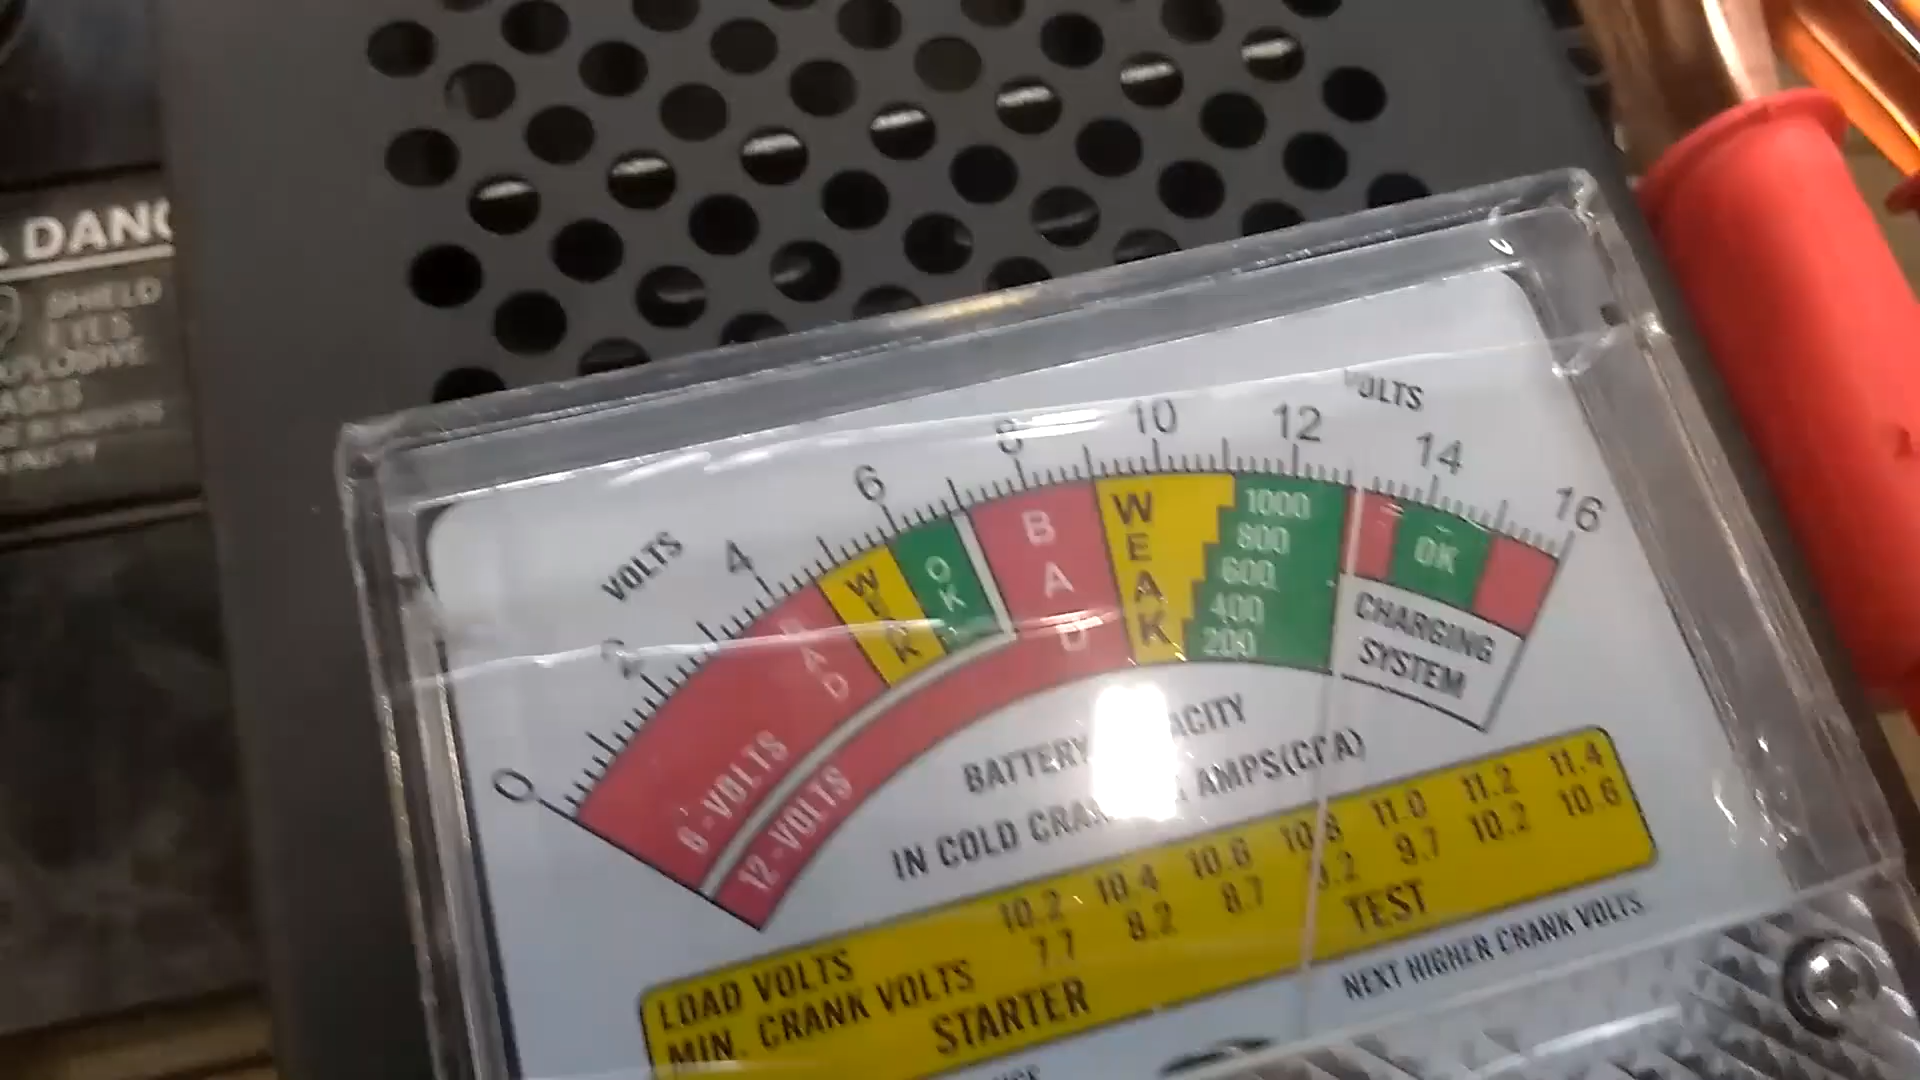 DANG
SHIELD
EYES
VOLTS
VOLTS
0 2 4 6 8 10 12 14 16
BAD
WEAK
OK
BAD
WEAK
1000
800
600
400
200
OK
CHARGING
SYSTEM
6-VOLTS
12-VOLTS
BATTERY ACITY
IN COLD CRA AMPS(CCA)
LOAD VOLTS 10.2 10.4 10.6 10.8 11.0 11.2 11.4
MIN. CRANK VOLTS 7.7 8.2 8.7 9.2 9.7 10.2 10.6
STARTER TEST
NEXT HIGHER CRANK VOLTS